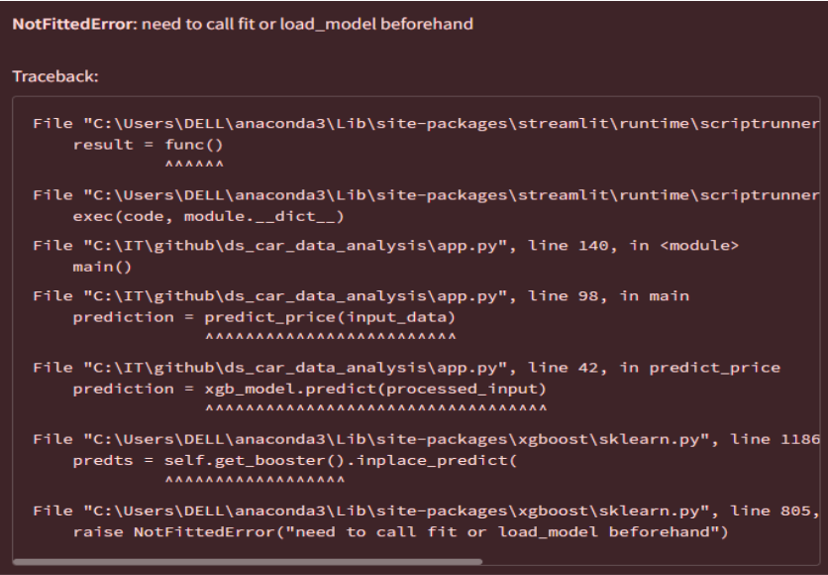 NotFittedError: need to call fit or load_model beforehand
Traceback:
File "C:\Users\DELL\anaconda3\Lib\site-packages\streamlit\runtime\scriptrunner
result = func()
^^^^^^
File "C:\Users\DELL\anaconda3\Lib\site-packages\streamlit\runtime\scriptrunner
exec(code, module.__dict__)
File "C:\IT\github\ds_car_data_analysis\app.py", line 140, in <module>
main()
File "C:\IT\github\ds_car_data_analysis\app.py", line 98, in main
prediction = predict_price(input_data)
^^^^^^^^^^^^^^^^^^^^^^^^^
File "C:\IT\github\ds_car_data_analysis\app.py", line 42, in predict_price
prediction = xgb_model.predict(processed_input)
^^^^^^^^^^^^^^^^^^^^^^^^^^^^^^^^^^
File "C:\Users\DELL\anaconda3\Lib\site-packages\xgboost\sklearn.py", line 1186
predts = self.get_booster().inplace_predict(
^^^^^^^^^^^^^^^^^^
File "C:\Users\DELL\anaconda3\Lib\site-packages\xgboost\sklearn.py", line 805,
raise NotFittedError("need to call fit or load_model beforehand")